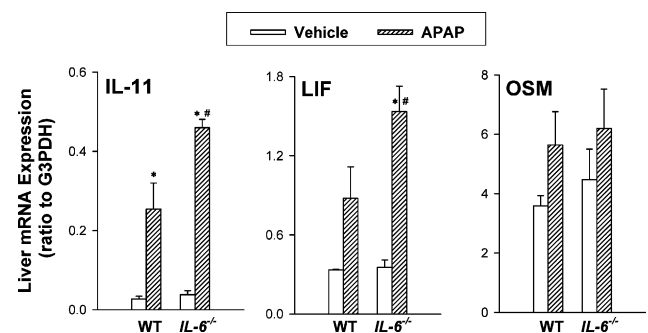 Vehicle APAP
IL-11
LIF
OSM
Liver mRNA Expression
(ratio to G3PDH)
0.6
0.4
0.2
0.0
1.8
1.2
0.6
0.0
8
6
4
2
0
*
* #
* #
WT IL-6-/-
WT IL-6-/-
WT IL-6-/-